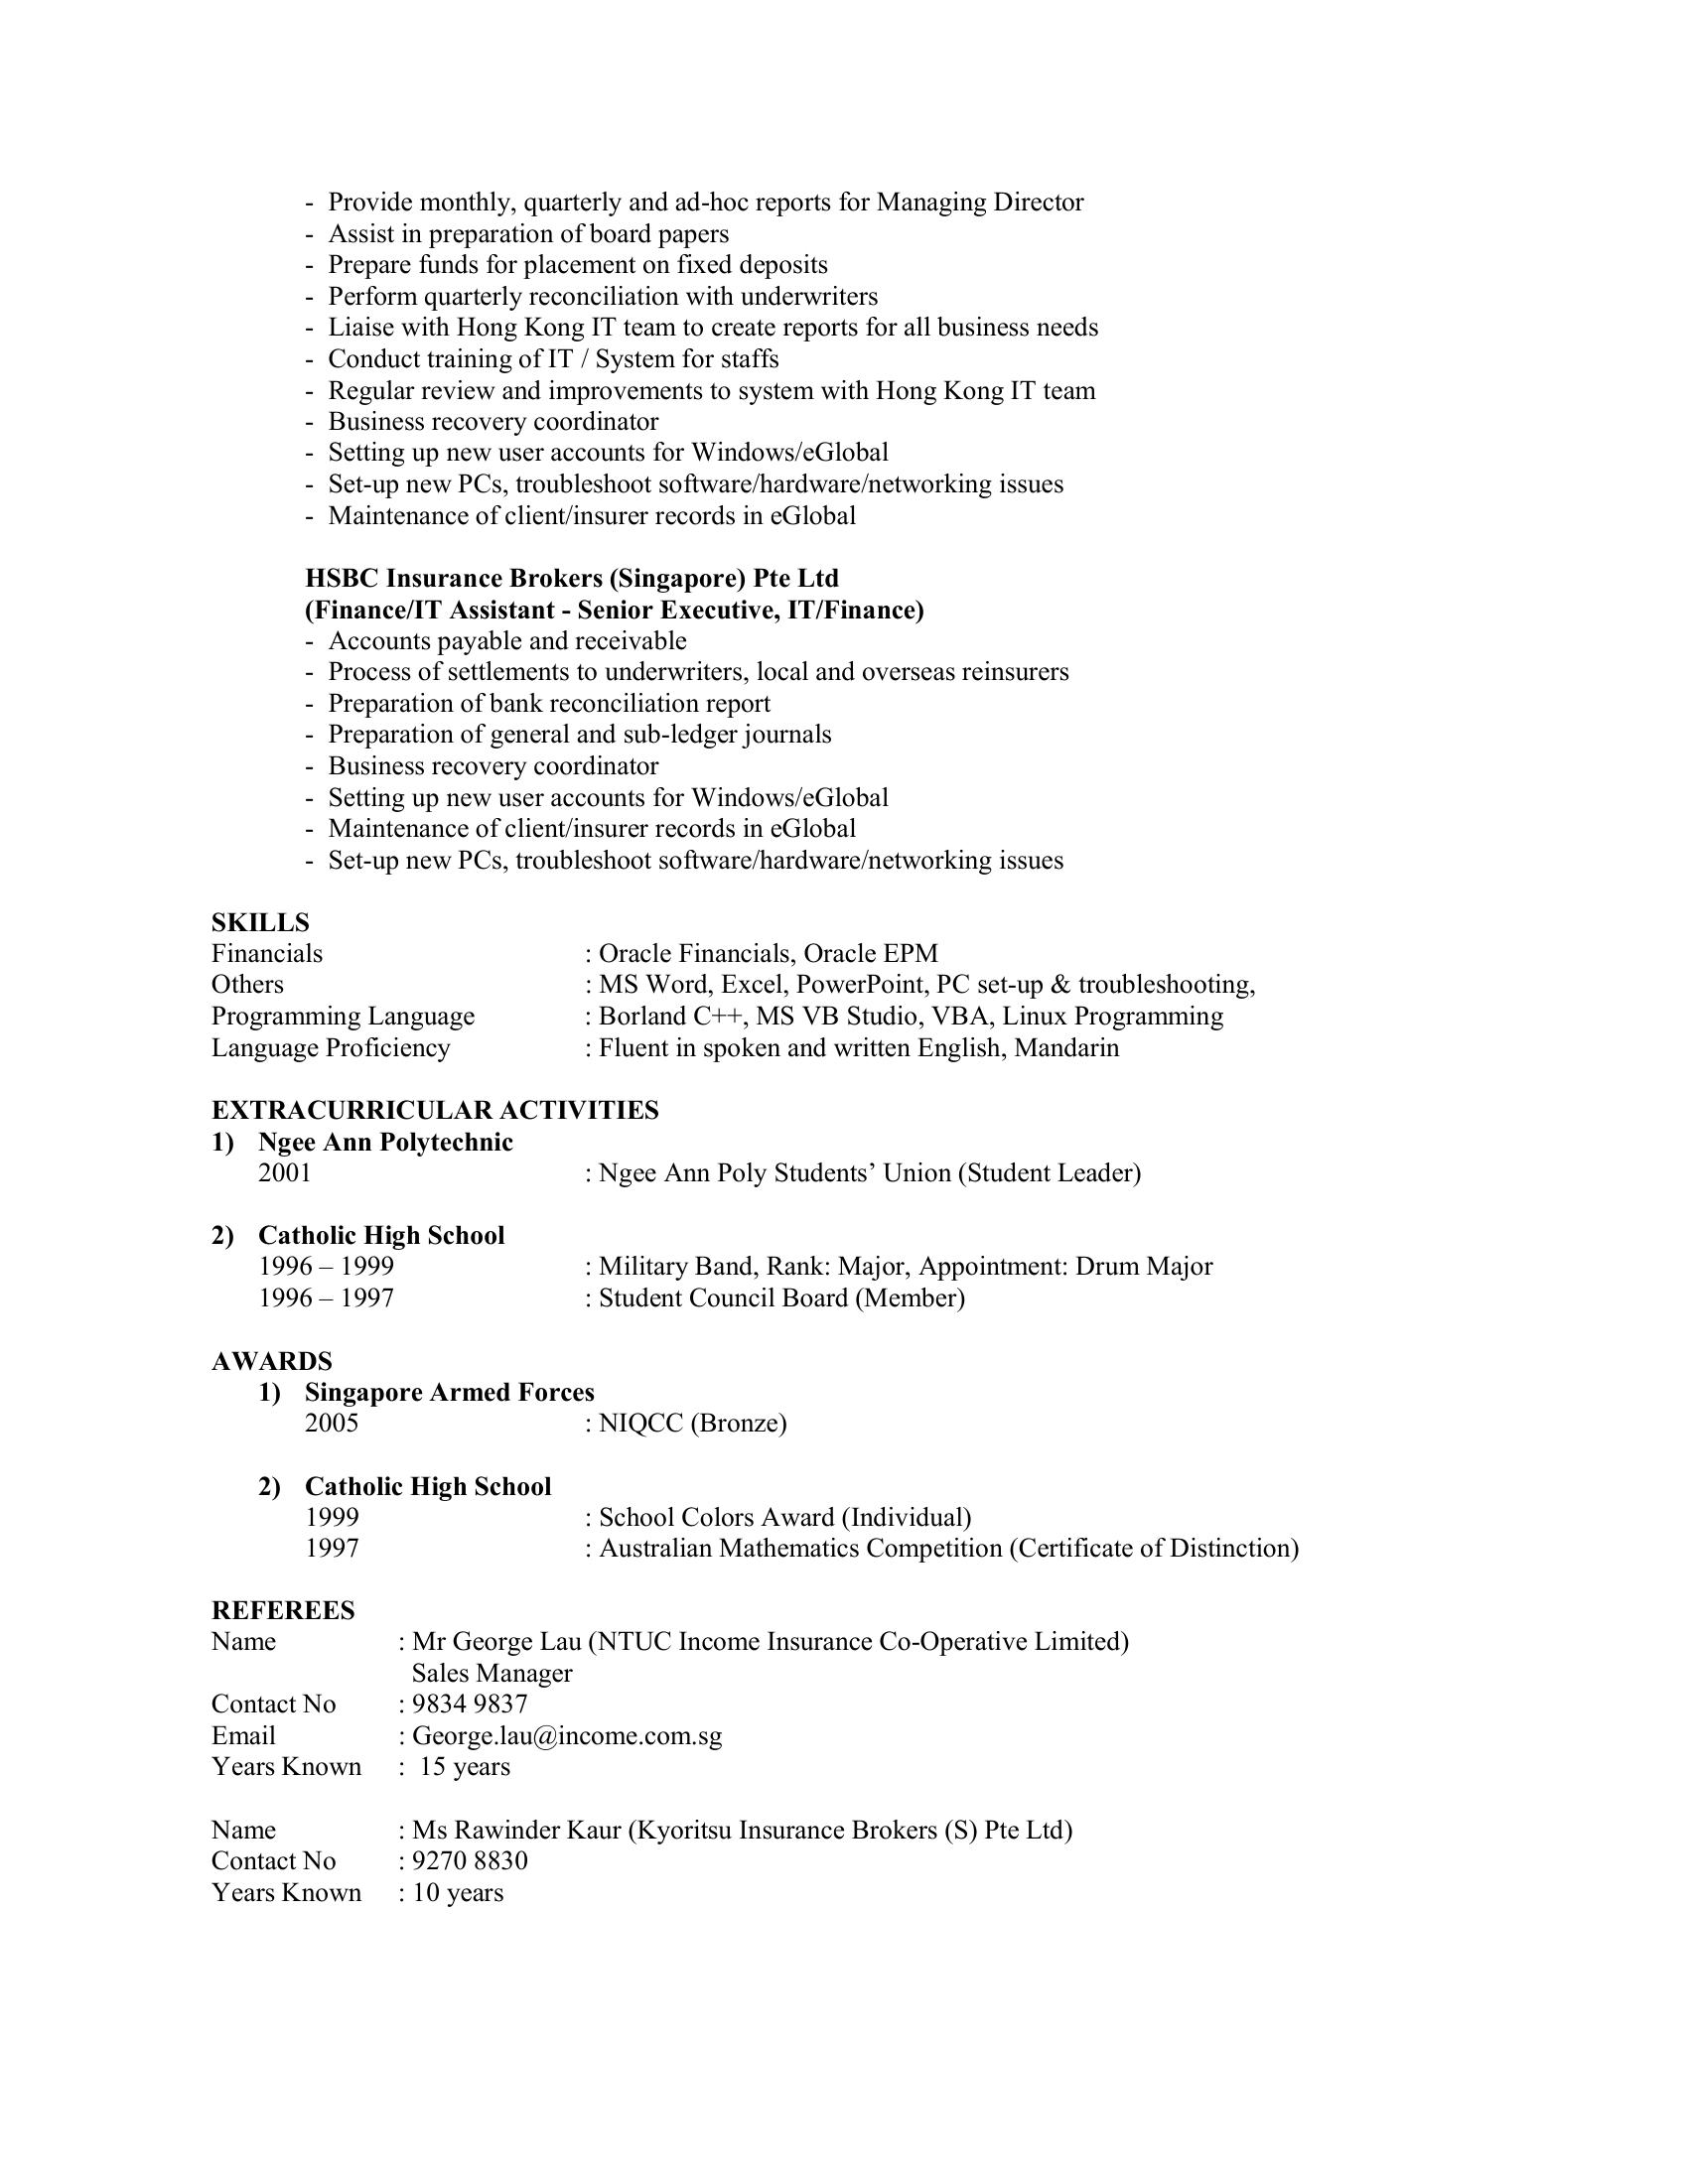 - Provide monthly, quarterly and ad-hoc reports for Managing Director
- Assist in preparation of board papers
- Prepare funds for placement on fixed deposits
- Perform quarterly reconciliation with underwriters
- Liaise with Hong Kong IT team to create reports for all business needs
- Conduct training of IT / System for staffs
- Regular review and improvements to system with Hong Kong IT team
- Business recovery coordinator
- Setting up new user accounts for Windows/eGlobal
- Set-up new PCs, troubleshoot software/hardware/networking issues
- Maintenance of client/insurer records in eGlobal
HSBC Insurance Brokers (Singapore) Pte Ltd
(Finance/IT Assistant - Senior Executive, IT/Finance)
- Accounts payable and receivable
- Process of settlements to underwriters, local and overseas reinsurers
- Preparation of bank reconciliation report
- Preparation of general and sub-ledger journals
- Business recovery coordinator
- Setting up new user accounts for Windows/eGlobal
- Maintenance of client/insurer records in eGlobal
- Set-up new PCs, troubleshoot software/hardware/networking issues
SKILLS
Financials : Oracle Financials, Oracle EPM
Others : MS Word, Excel, PowerPoint, PC set-up & troubleshooting,
Programming Language : Borland C++, MS VB Studio, VBA, Linux Programming
Language Proficiency : Fluent in spoken and written English, Mandarin
EXTRACURRICULAR ACTIVITIES
1) Ngee Ann Polytechnic
2001 : Ngee Ann Poly Students’ Union (Student Leader)
2) Catholic High School
1996 – 1999 : Military Band, Rank: Major, Appointment: Drum Major
1996 – 1997 : Student Council Board (Member)
AWARDS
1) Singapore Armed Forces
2005 : NIQCC (Bronze)
2) Catholic High School
1999 : School Colors Award (Individual)
1997 : Australian Mathematics Competition (Certificate of Distinction)
REFEREES
Name : Mr George Lau (NTUC Income Insurance Co-Operative Limited)
Sales Manager
Contact No : 9834 9837
Email : George.lau@income.com.sg
Years Known : 15 years
Name : Ms Rawinder Kaur (Kyoritsu Insurance Brokers (S) Pte Ltd)
Contact No : 9270 8830
Years Known : 10 years